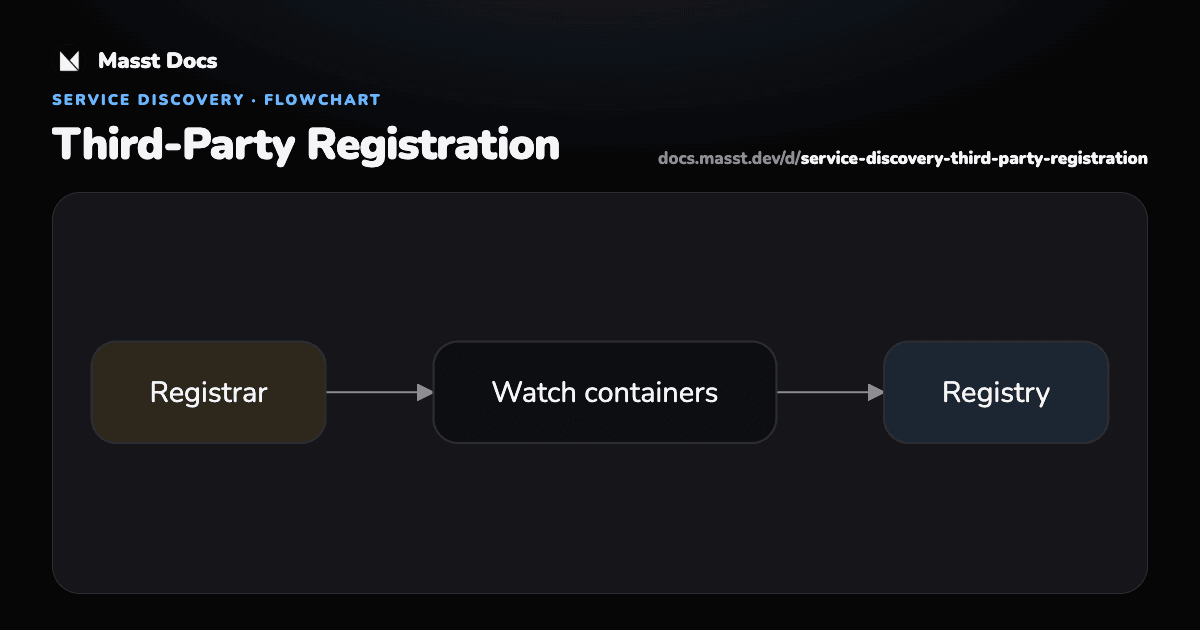 Masst Docs
SERVICE DISCOVERY · FLOWCHART
Third-Party Registration
docs.masst.dev/d/service-discovery-third-party-registration
Registrar
Watch containers
Registry